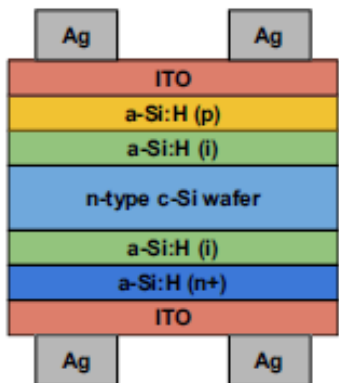 Ag Ag
ITO
a-Si:H (p)
a-Si:H (i)
n-type c-Si wafer
a-Si:H (i)
a-Si:H (n+)
ITO
Ag Ag